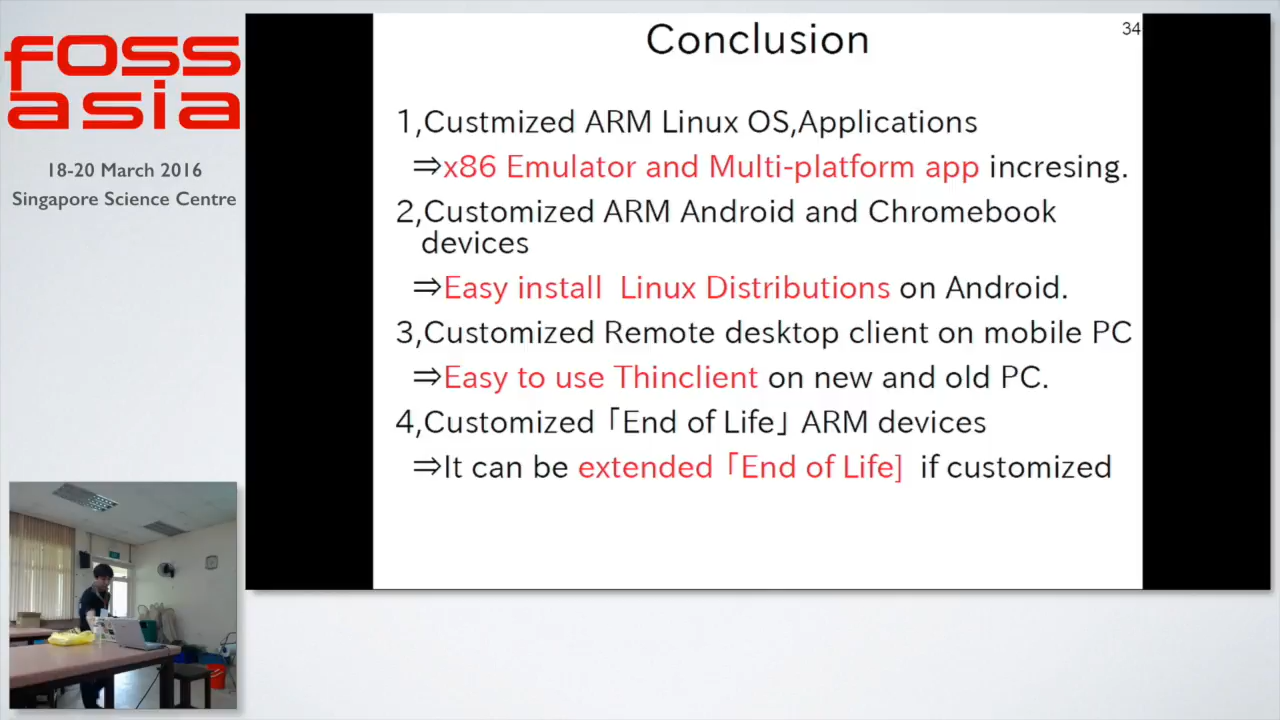 foss
asia
18-20 March 2016
Singapore Science Centre
Conclusion
34
1,Custmized ARM Linux OS,Applications
⇒x86 Emulator and Multi-platform app incresing.
2,Customized ARM Android and Chromebook
devices
⇒Easy install Linux Distributions on Android.
3,Customized Remote desktop client on mobile PC
⇒Easy to use Thinclient on new and old PC.
4,Customized 「End of Life」 ARM devices
⇒It can be extended 「End of Life] if customized